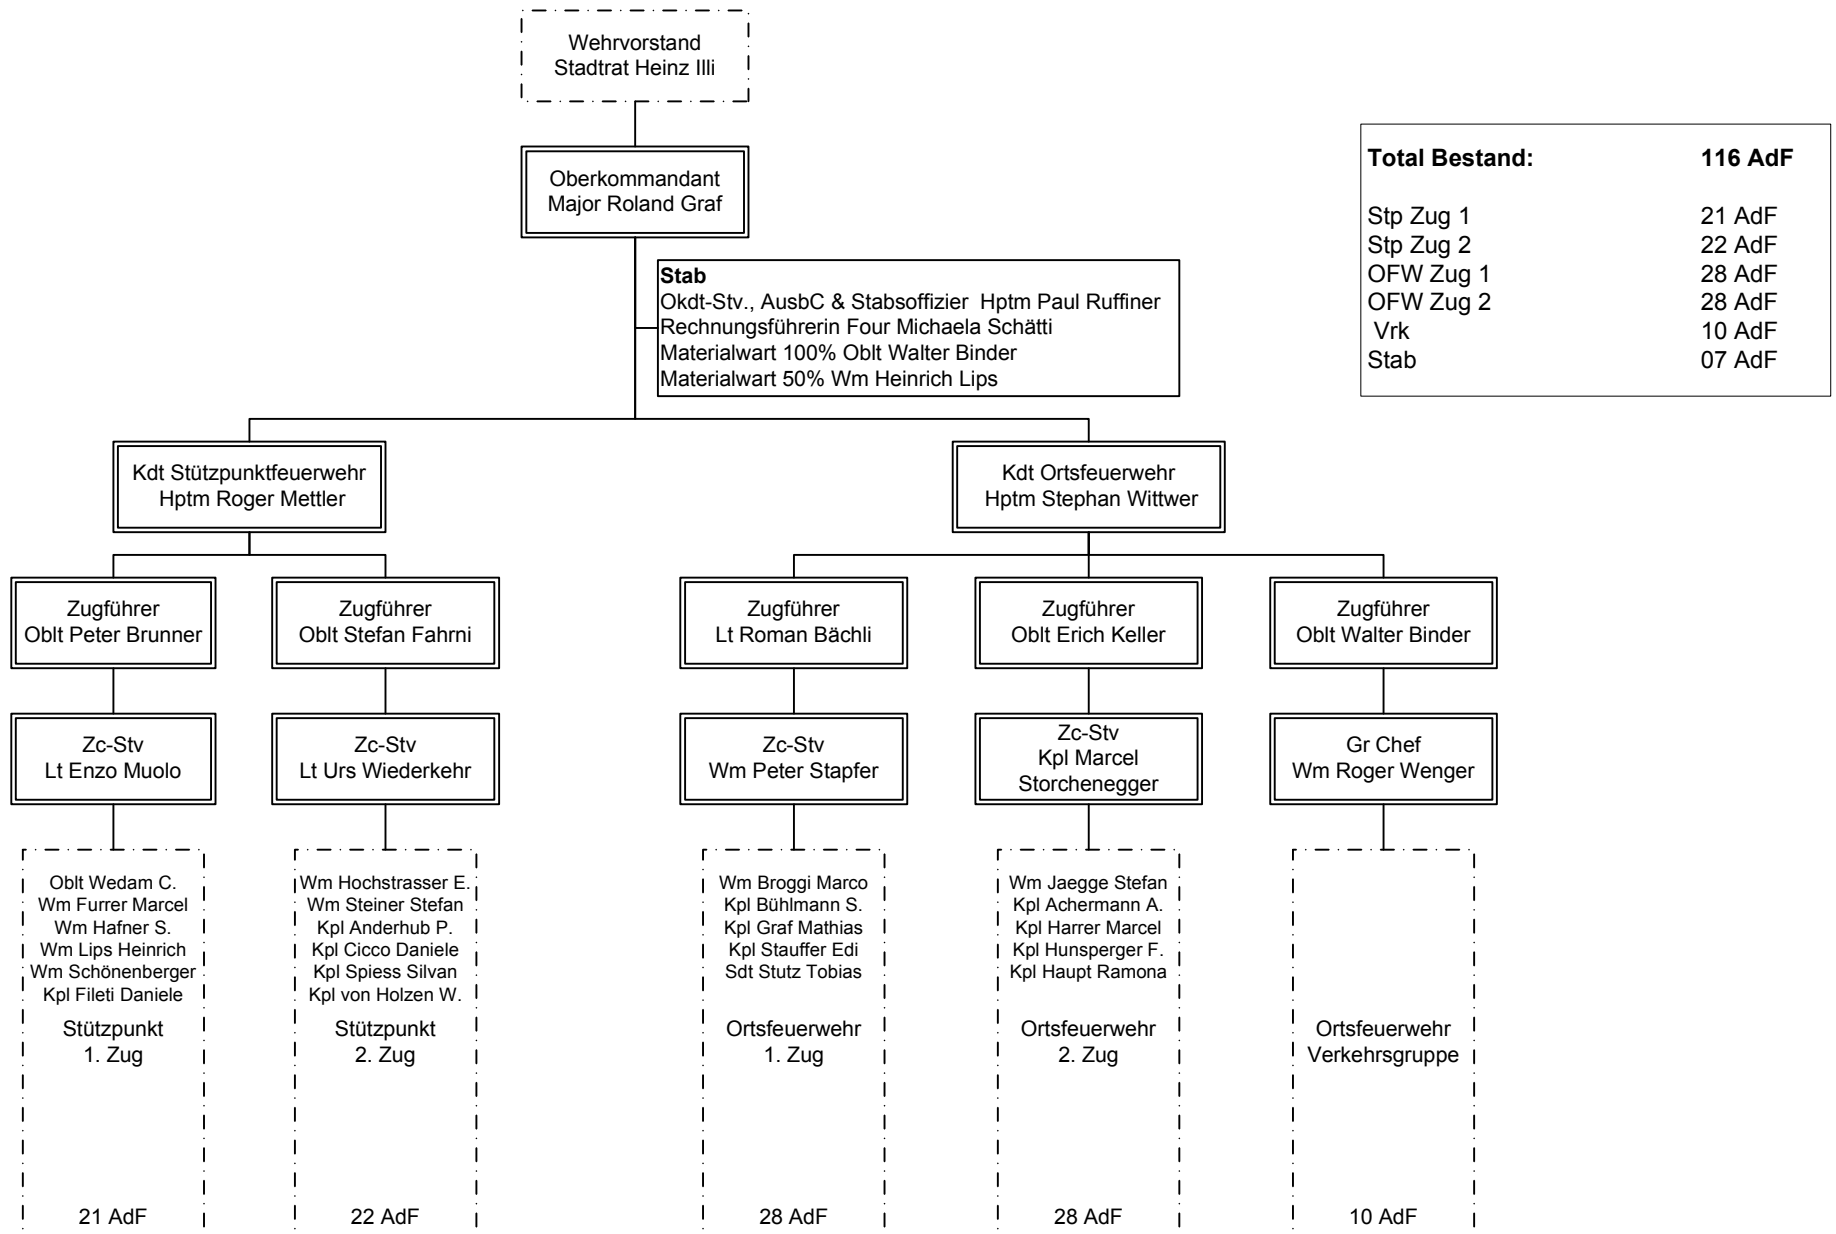 Wehrvorstand
Stadtrat Heinz Illi
Oberkommandant
Major Roland Graf
Total Bestand: 116 AdF
Stp Zug 1 21 AdF
Stp Zug 2 22 AdF
OFW Zug 1 28 AdF
OFW Zug 2 28 AdF
Vrk 10 AdF
Stab 07 AdF
Stab
Okdt-Stv., AusbC & Stabsoffizier Hptm Paul Ruffiner
Rechnungsführerin Four Michaela Schätti
Materialwart 100% Oblt Walter Binder
Materialwart 50% Wm Heinrich Lips
Kdt Stützpunktfeuerwehr
Hptm Roger Mettler
Kdt Ortsfeuerwehr
Hptm Stephan Wittwer
Zugführer
Oblt Peter Brunner
Zugführer
Oblt Stefan Fahrni
Zugführer
Lt Roman Bächli
Zugführer
Oblt Erich Keller
Zugführer
Oblt Walter Binder
Zc-Stv
Lt Enzo Muolo
Zc-Stv
Lt Urs Wiederkehr
Zc-Stv
Wm Peter Stapfer
Zc-Stv
Kpl Marcel
Storchenegger
Gr Chef
Wm Roger Wenger
Oblt Wedam C.
Wm Furrer Marcel
Wm Hafner S.
Wm Lips Heinrich
Wm Schönenberger
Kpl Fileti Daniele
Stützpunkt
1. Zug
21 AdF
Wm Hochstrasser E.
Wm Steiner Stefan
Kpl Anderhub P.
Kpl Cicco Daniele
Kpl Spiess Silvan
Kpl von Holzen W.
Stützpunkt
2. Zug
22 AdF
Wm Broggi Marco
Kpl Bühlmann S.
Kpl Graf Mathias
Kpl Stauffer Edi
Sdt Stutz Tobias
Ortsfeuerwehr
1. Zug
28 AdF
Wm Jaegge Stefan
Kpl Achermann A.
Kpl Harrer Marcel
Kpl Hunsperger F.
Kpl Haupt Ramona
Ortsfeuerwehr
2. Zug
28 AdF
Ortsfeuerwehr
Verkehrsgruppe
10 AdF